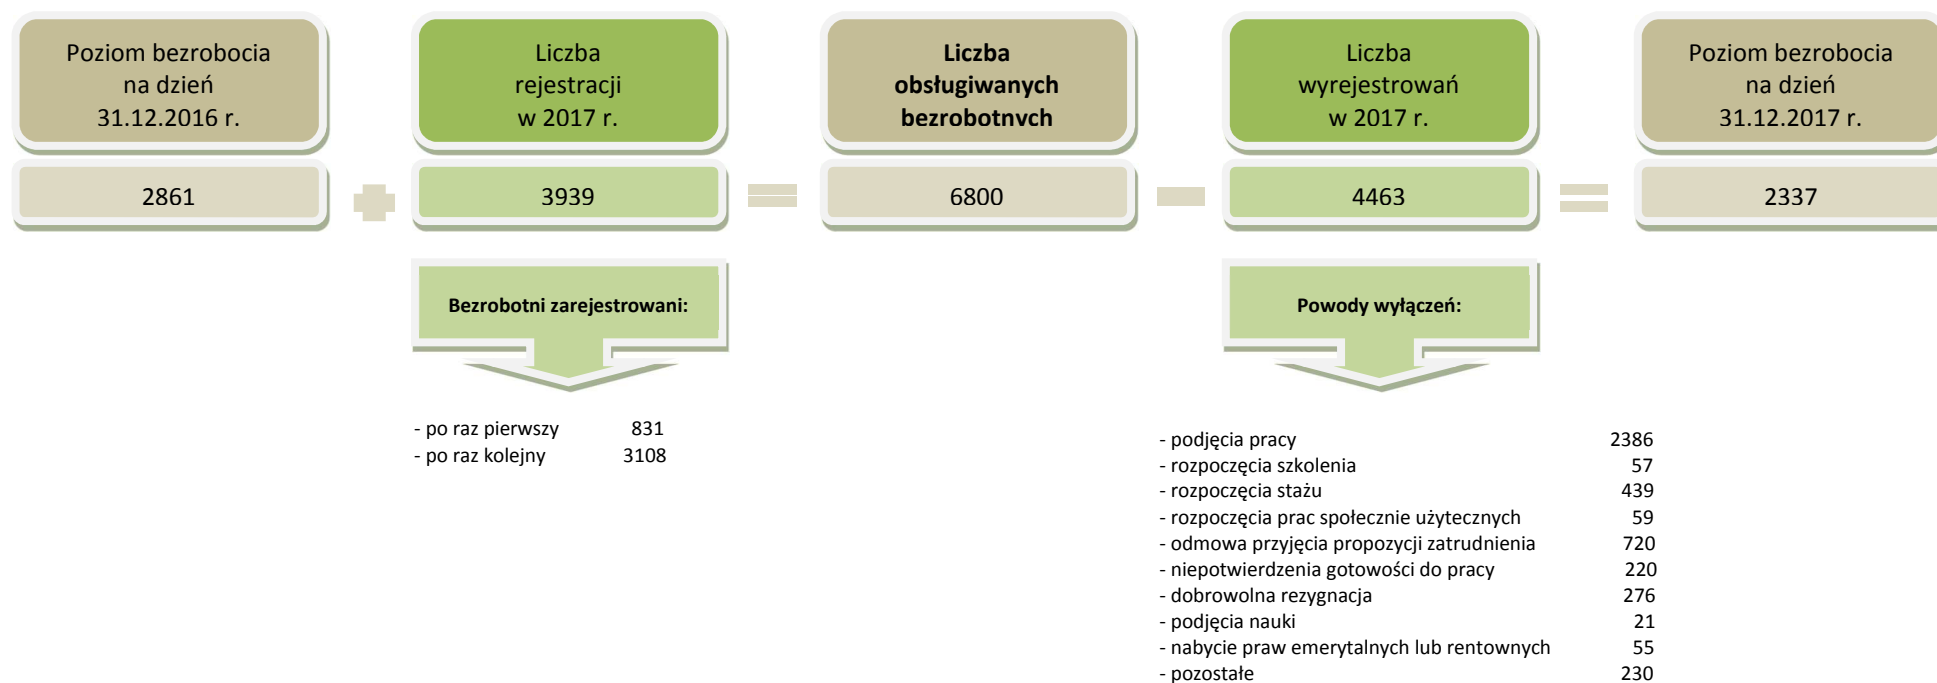 Poziom bezrobocia
na dzień
31.12.2016 r.
2861
Liczba
rejestracji
w 2017 r.
3939
Liczba
obsługiwanych
bezrobotnych
6800
Liczba
wyrejestrowań
w 2017 r.
4463
Poziom bezrobocia
na dzień
31.12.2017 r.
2337
Bezrobotni zarejestrowani:
- po raz pierwszy 831
- po raz kolejny 3108
Powody wyłączeń:
- podjęcia pracy 2386
- rozpoczęcia szkolenia 57
- rozpoczęcia stażu 439
- rozpoczęcia prac społecznie użytecznych 59
- odmowa przyjęcia propozycji zatrudnienia 720
- niepotwierdzenia gotowości do pracy 220
- dobrowolna rezygnacja 276
- podjęcia nauki 21
- nabycie praw emerytalnych lub rentownych 55
- pozostałe 230